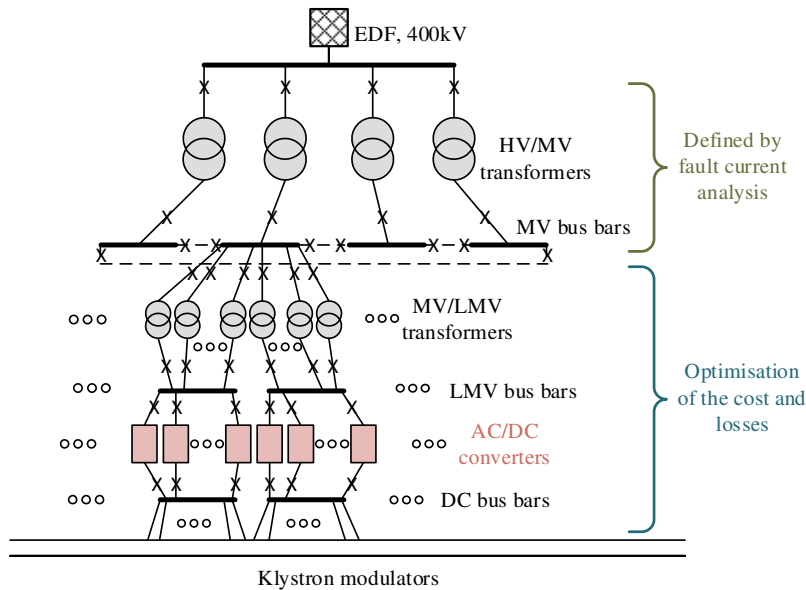 EDF, 400kV
HV/MV
transformers
Defined by
fault current
analysis
MV bus bars
MV/LMV
transformers
LMV bus bars
Optimisation
of the cost and
losses
AC/DC
converters
DC bus bars
Klystron modulators